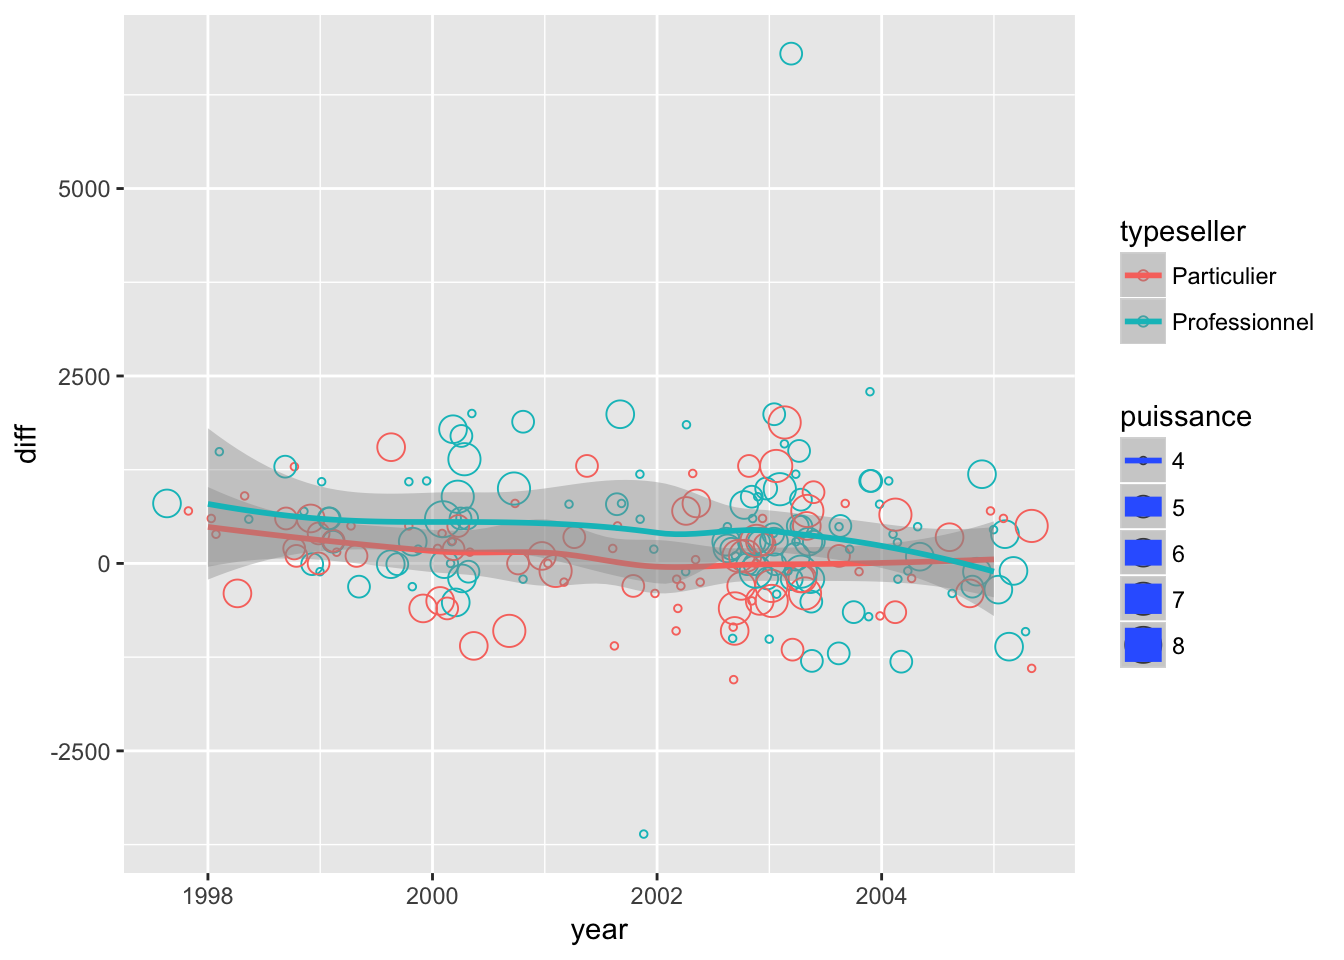 5000
2500
0
-2500
diff
1998
2000
2002
2004
year
typeseller
Particulier
Professionnel
puissance
4
5
6
7
8